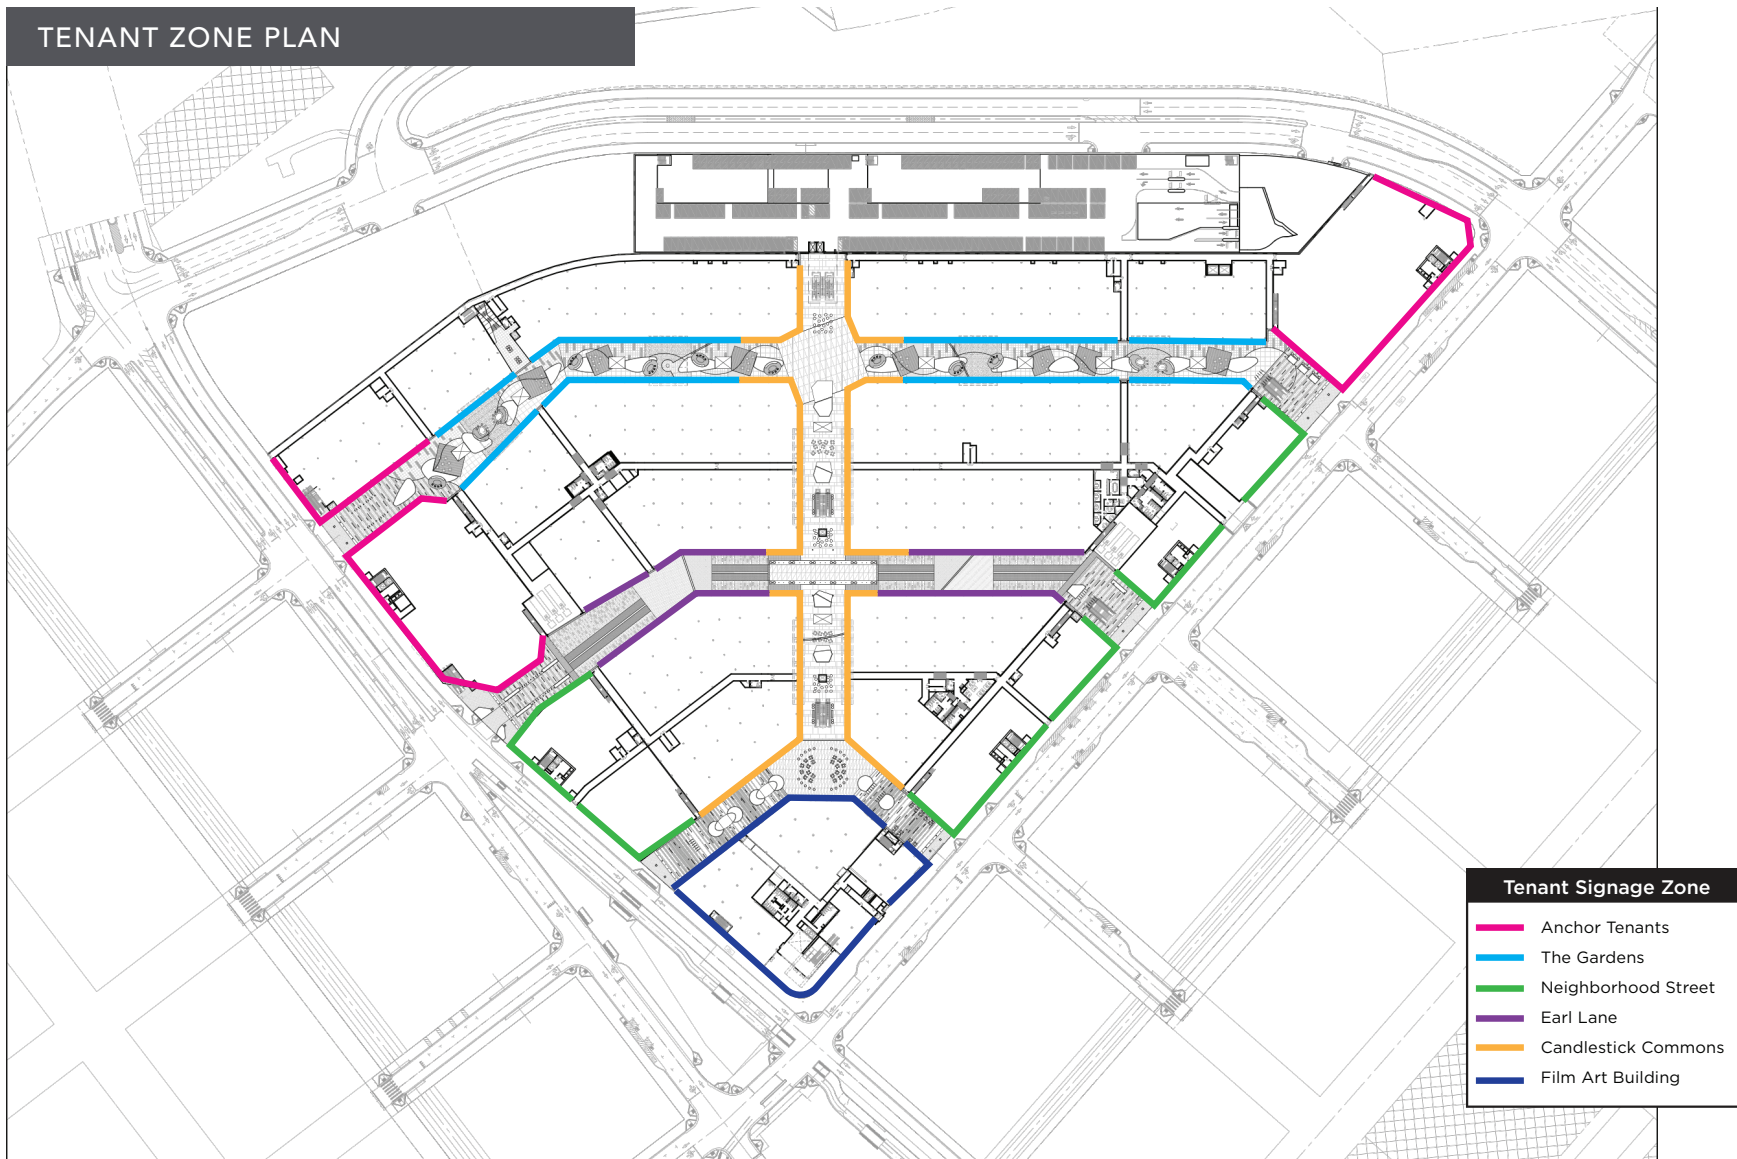 TENANT ZONE PLAN
Tenant Signage Zone
Anchor Tenants
The Gardens
Neighborhood Street
Earl Lane
Candlestick Commons
Film Art Building